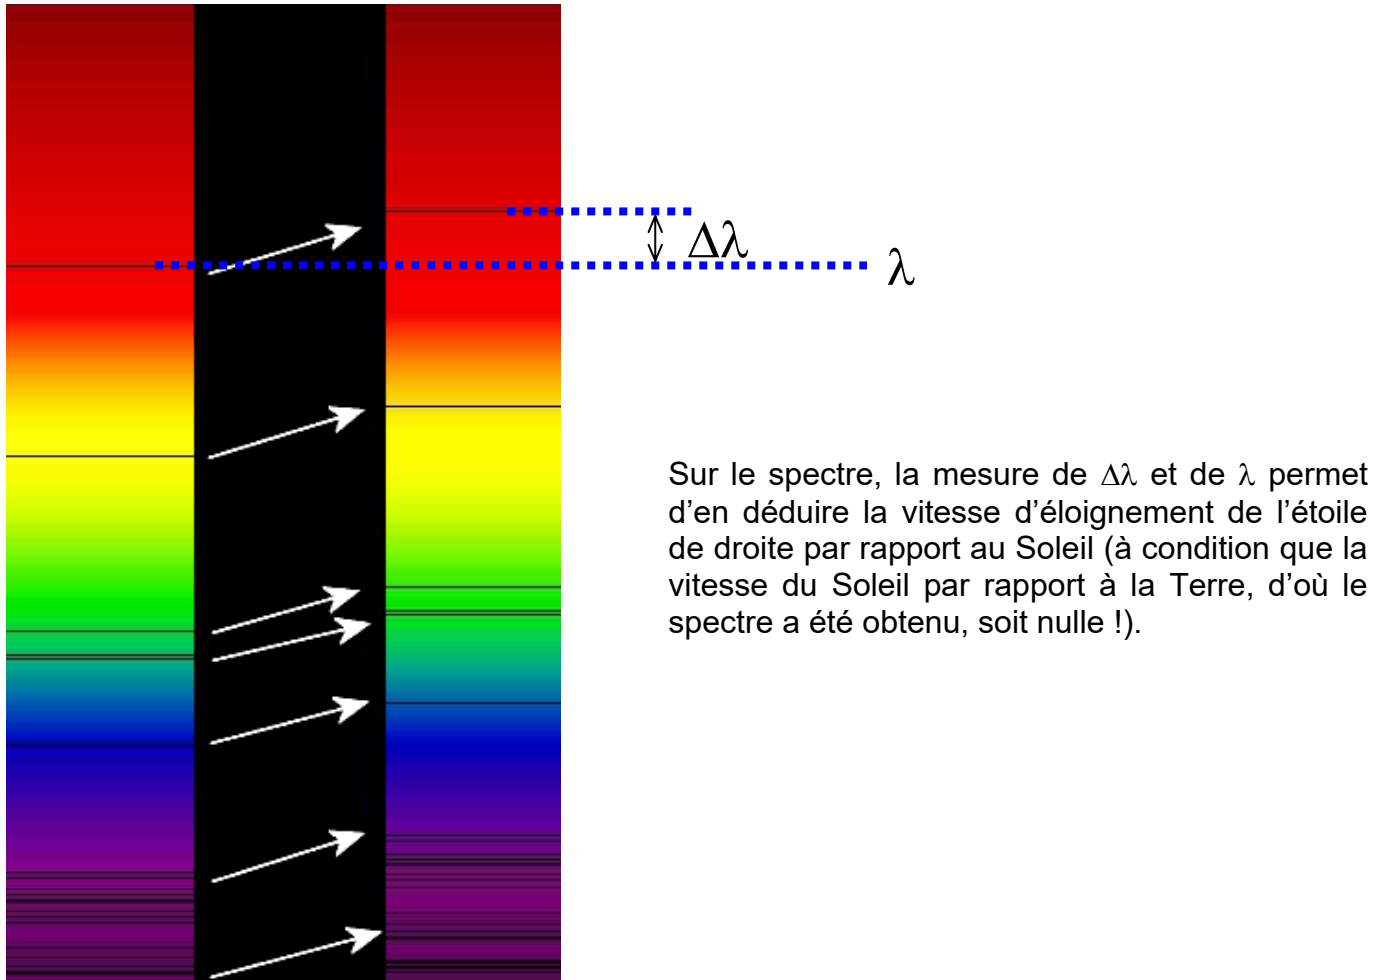 Δλ
λ
Sur le spectre, la mesure de Δλ et de λ permet
d’en déduire la vitesse d’éloignement de l’étoile
de droite par rapport au Soleil (à condition que la
vitesse du Soleil par rapport à la Terre, d’où le
spectre a été obtenu, soit nulle !).